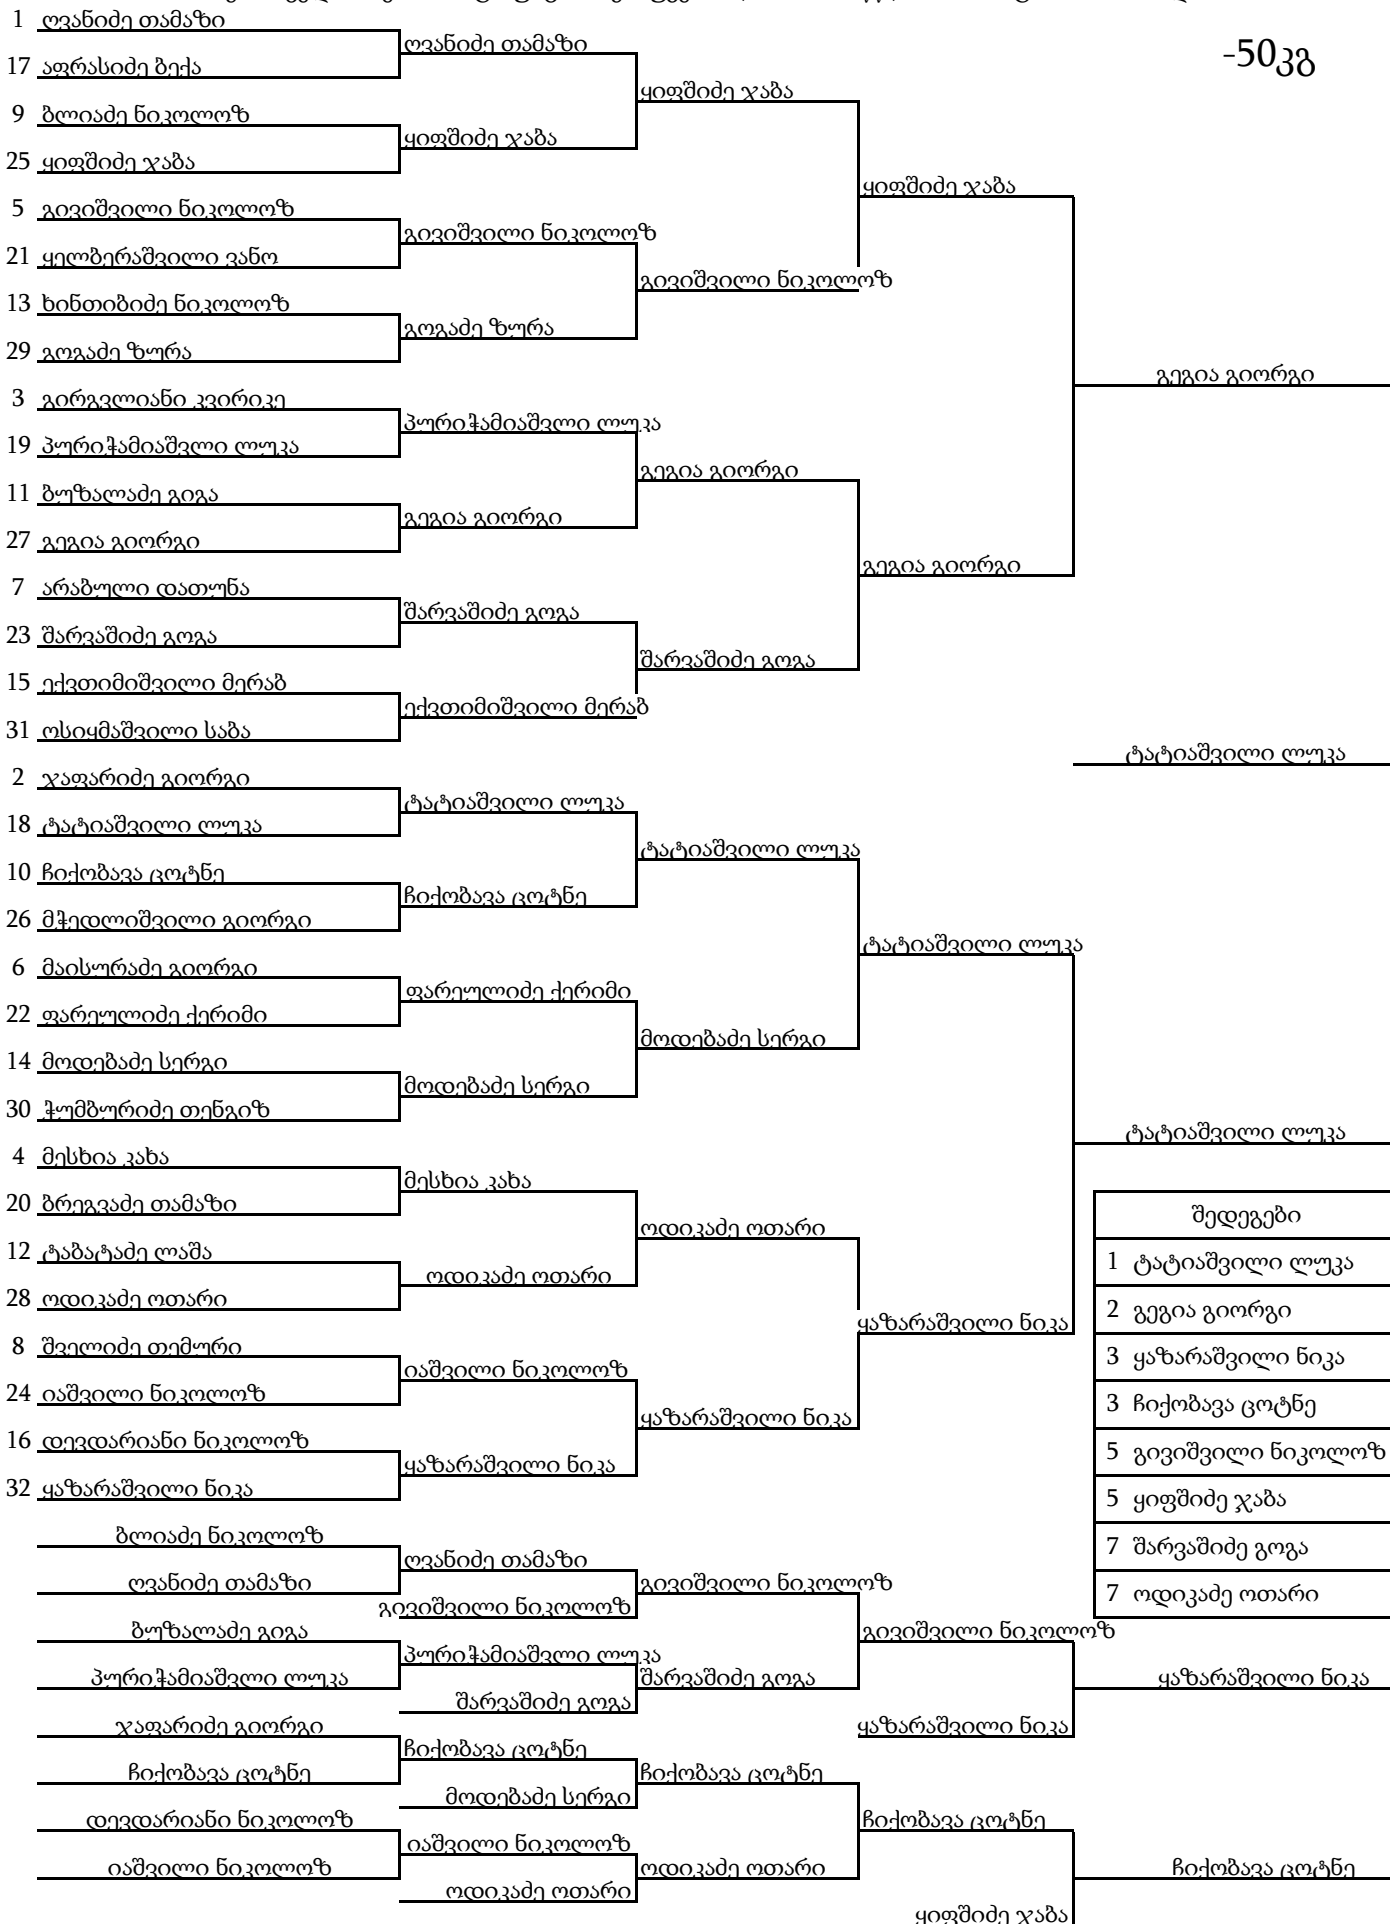 -50კგ
1 ღვანიძე თამაზი
17 აფრასიძე ბექა
9 ბლიაძე ნიკოლოზ
25 ყიფშიძე ჯაბა
5 გივიშვილი ნიკოლოზ
21 ყელბერაშვილი ვანო
13 ხინთიბიძე ნიკოლოზ
29 გოგაძე ზურა
3 გირგვლიანი კვირიკე
19 პურიჭამიაშვლი ლუკა
11 ბუზალაძე გიგა
27 გეგია გიორგი
7 არაბული დათუნა
23 შარვაშიძე გოგა
15 ექვთიმიშვილი მერაბ
31 ოსიყმაშვილი საბა
2 ჯაფარიძე გიორგი
18 ტატიაშვილი ლუკა
10 ჩიქობავა ცოტნე
26 მჭედლიშვილი გიორგი
6 მაისურაძე გიორგი
22 ფარეულიძე ქერიმი
14 მოდებაძე სერგი
30 ჭუმბურიძე თენგიზ
4 მესხია კახა
20 ბრეგვაძე თამაზი
12 ტაბატაძე ლაშა
28 ოდიკაძე ოთარი
8 შველიძე თემური
24 იაშვილი ნიკოლოზ
16 დევდარიანი ნიკოლოზ
32 ყაზარაშვილი ნიკა
ღვანიძე თამაზი
ყიფშიძე ჯაბა
გივიშვილი ნიკოლოზ
გოგაძე ზურა
პურიჭამიაშვლი ლუკა
გეგია გიორგი
შარვაშიძე გოგა
ექვთიმიშვილი მერაბ
ტატიაშვილი ლუკა
ჩიქობავა ცოტნე
ფარეულიძე ქერიმი
მოდებაძე სერგი
მესხია კახა
ოდიკაძე ოთარი
იაშვილი ნიკოლოზ
ყაზარაშვილი ნიკა
ყიფშიძე ჯაბა
გივიშვილი ნიკოლოზ
გეგია გიორგი
შარვაშიძე გოგა
ტატიაშვილი ლუკა
მოდებაძე სერგი
ოდიკაძე ოთარი
ყაზარაშვილი ნიკა
ყიფშიძე ჯაბა
გეგია გიორგი
ტატიაშვილი ლუკა
ყაზარაშვილი ნიკა
გეგია გიორგი
ტატიაშვილი ლუკა
ტატიაშვილი ლუკა
შედეგები
1 ტატიაშვილი ლუკა
2 გეგია გიორგი
3 ყაზარაშვილი ნიკა
3 ჩიქობავა ცოტნე
5 გივიშვილი ნიკოლოზ
5 ყიფშიძე ჯაბა
7 შარვაშიძე გოგა
7 ოდიკაძე ოთარი
ბლიაძე ნიკოლოზ
ღვანიძე თამაზი
ბუზალაძე გიგა
პურიჭამიაშვლი ლუკა
ჯაფარიძე გიორგი
ჩიქობავა ცოტნე
დევდარიანი ნიკოლოზ
იაშვილი ნიკოლოზ
ღვანიძე თამაზი
გივიშვილი ნიკოლოზ
პურიჭამიაშვლი ლუკა
შარვაშიძე გოგა
ჩიქობავა ცოტნე
მოდებაძე სერგი
იაშვილი ნიკოლოზ
ოდიკაძე ოთარი
გივიშვილი ნიკოლოზ
შარვაშიძე გოგა
ჩიქობავა ცოტნე
ოდიკაძე ოთარი
გივიშვილი ნიკოლოზ
ყაზარაშვილი ნიკა
ჩიქობავა ცოტნე
ყიფშიძე ჯაბა
ყაზარაშვილი ნიკა
ჩიქობავა ცოტნე